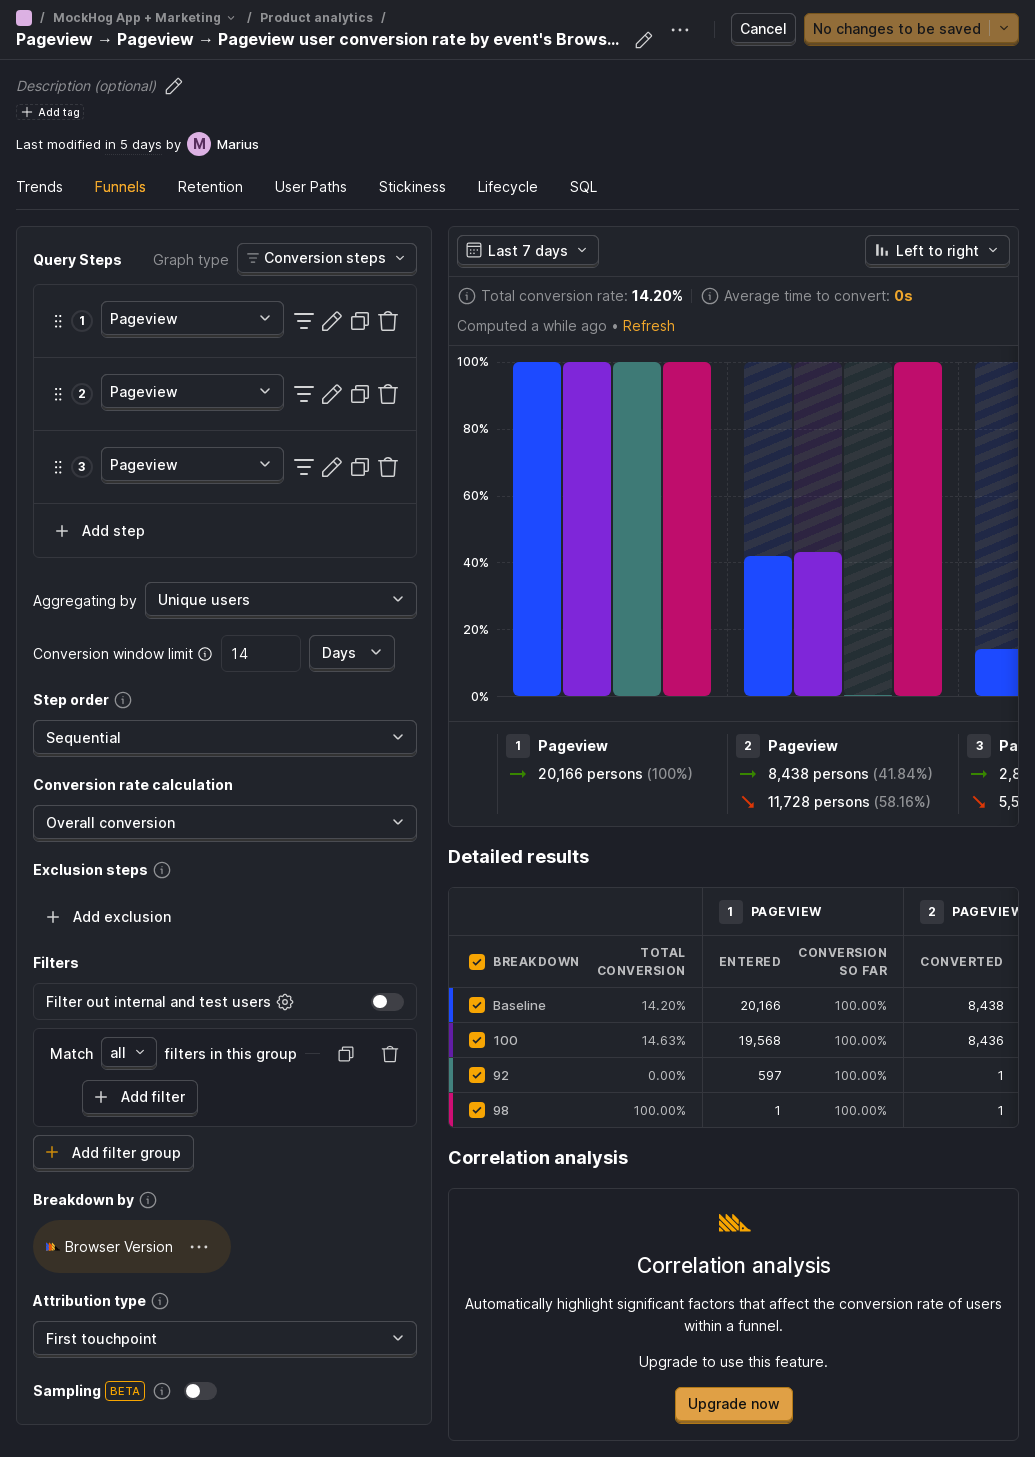 / MockHog App + Marketing / Product analytics /
Pageview → Pageview → Pageview user conversion rate by event's Brows...
Cancel
No changes to be saved
Description (optional)
Add tag
Last modified in 5 days by M Marius
Trends Funnels Retention User Paths Stickiness Lifecycle SQL
Query Steps Graph type Conversion steps
1 Pageview
2 Pageview
3 Pageview
Add step
Aggregating by Unique users
Conversion window limit 14 Days
Step order
Sequential
Conversion rate calculation
Overall conversion
Exclusion steps
Add exclusion
Filters
Filter out internal and test users
Match all filters in this group
Add filter
Add filter group
Breakdown by
Browser Version
Attribution type
First touchpoint
Sampling BETA
Last 7 days Left to right
Total conversion rate: 14.20% Average time to convert: 0s
Computed a while ago • Refresh
100%
80%
60%
40%
20%
0%
1 Pageview 2 Pageview 3 Pa
20,166 persons (100%) 8,438 persons (41.84%) 2,8
11,728 persons (58.16%) 5,5
Detailed results
1 PAGEVIEW 2 PAGEVIEW
BREAKDOWN TOTAL CONVERSION ENTERED CONVERSION SO FAR CONVERTED
Baseline 14.20% 20,166 100.00% 8,438
100 14.63% 19,568 100.00% 8,436
92 0.00% 597 100.00% 1
98 100.00% 1 100.00% 1
Correlation analysis
Correlation analysis
Automatically highlight significant factors that affect the conversion rate of users
within a funnel.
Upgrade to use this feature.
Upgrade now